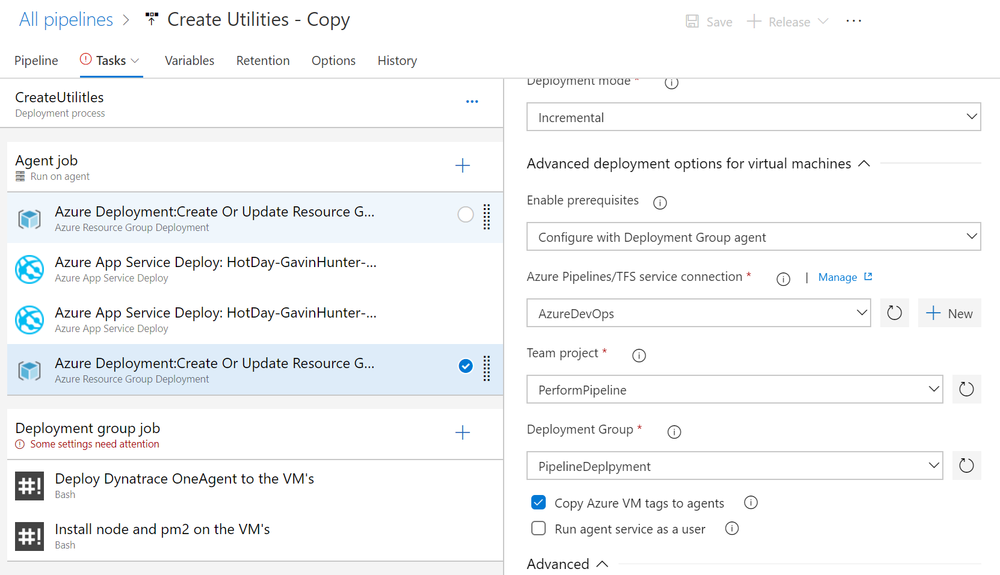 All pipelines > Create Utilities - Copy
Save
Release
...
Pipeline
Tasks
Variables
Retention
Options
History
CreateUtilitles
Deployment process
Agent job
Run on agent
Azure Deployment:Create Or Update Resource G...
Azure Resource Group Deployment
Azure App Service Deploy: HotDay-GavinHunter-...
Azure App Service Deploy
Azure App Service Deploy: HotDay-GavinHunter-...
Azure App Service Deploy
Azure Deployment:Create Or Update Resource G...
Azure Resource Group Deployment
Deployment group job
Some settings need attention
#!
Deploy Dynatrace OneAgent to the VM's
Bash
#!
Install node and pm2 on the VM's
Bash
Deployment mode *
Incremental
Advanced deployment options for virtual machines
Enable prerequisites
Configure with Deployment Group agent
Azure Pipelines/TFS service connection * | Manage
AzureDevOps
New
Team project *
PerformPipeline
Deployment Group *
PipelineDeplpyment
Copy Azure VM tags to agents
Run agent service as a user
Advanced